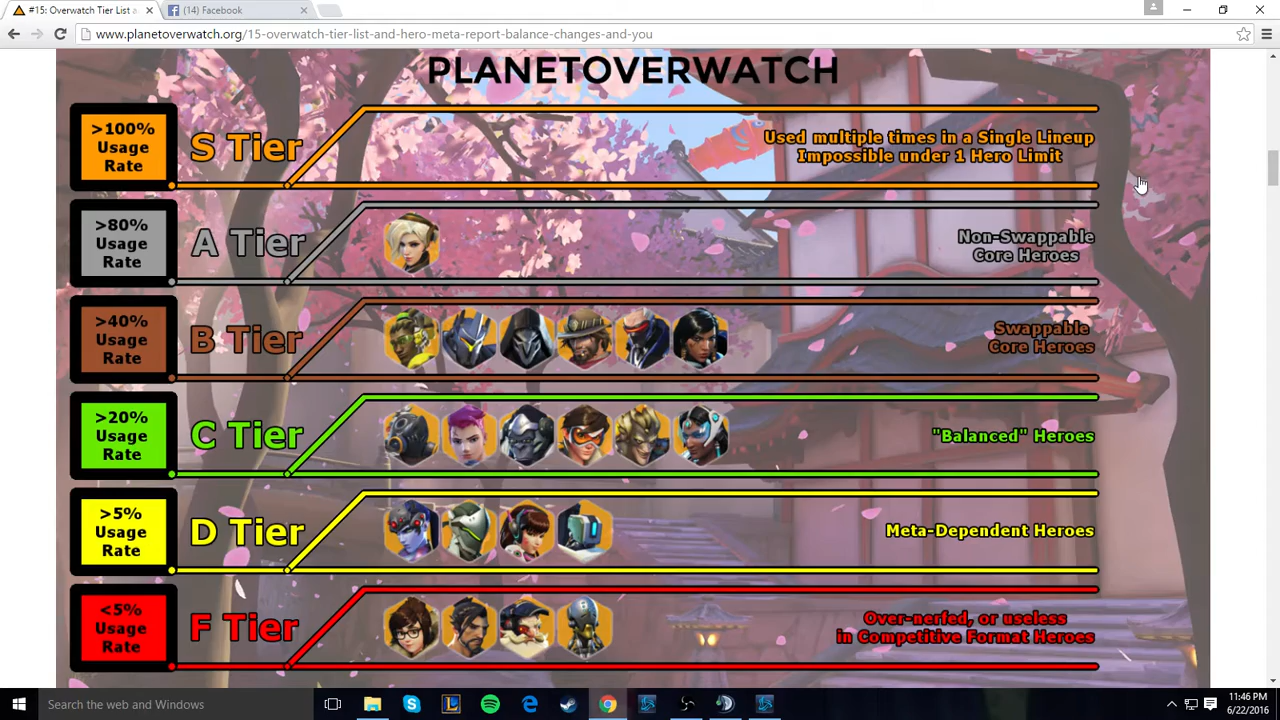 #15: Overwatch Tier List a
(14) Facebook
www.planetoverwatch.org/15-overwatch-tier-list-and-hero-meta-report-balance-changes-and-you
PLANETOVERWATCH
>100%
Usage
Rate
S Tier
Used multiple times in a Single Lineup
Impossible under 1 Hero Limit
>80%
Usage
Rate
A Tier
Non-Swappable
Core Heroes
>40%
Usage
Rate
B Tier
Swappable
Core Heroes
>20%
Usage
Rate
C Tier
"Balanced" Heroes
>5%
Usage
Rate
D Tier
Meta-Dependent Heroes
<5%
Usage
Rate
F Tier
Over-nerfed, or useless
in Competitive Format Heroes
Search the web and Windows
11:46 PM
6/22/2016